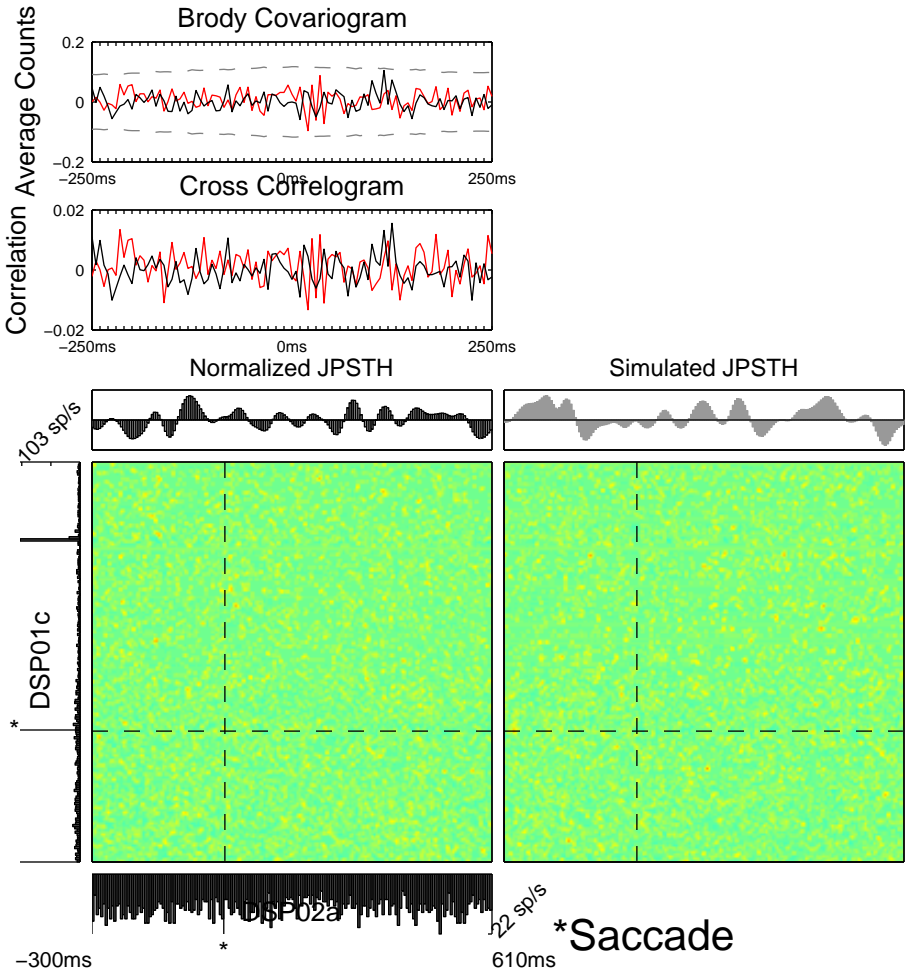 Brody Covariogram
Average Counts
0.2
0
−0.2
−250ms
0ms
250ms
Cross Correlogram
Correlation
0.02
0
−0.02
−250ms
0ms
250ms
Normalized JPSTH
Simulated JPSTH
103 sp/s
DSP01c
*
DSP02a
22 sp/s
*
*Saccade
−300ms
610ms